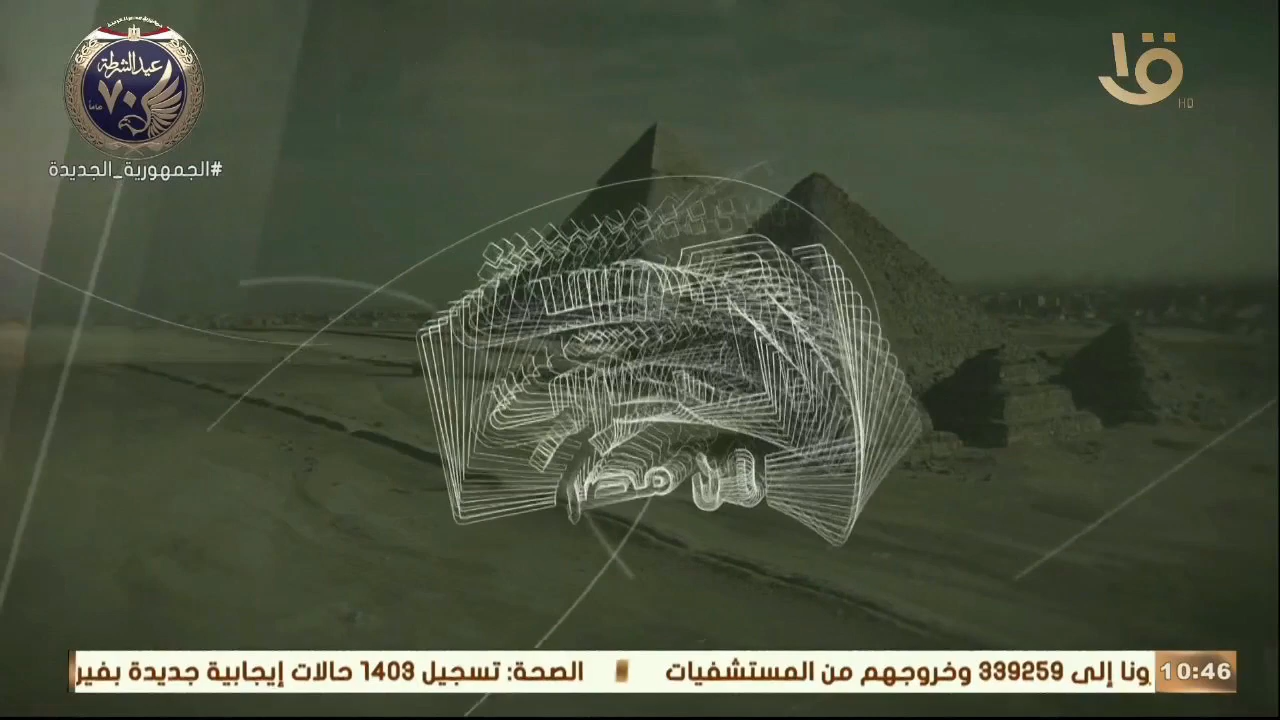 عيد الشرطة
٧٠
عاماً
#الجمهورية_الجديدة
HD
10:46
ونا إلى 339259 وخروجهم من المستشفيات
الصحة: تسجيل 1403 حالات إيجابية جديدة بفير